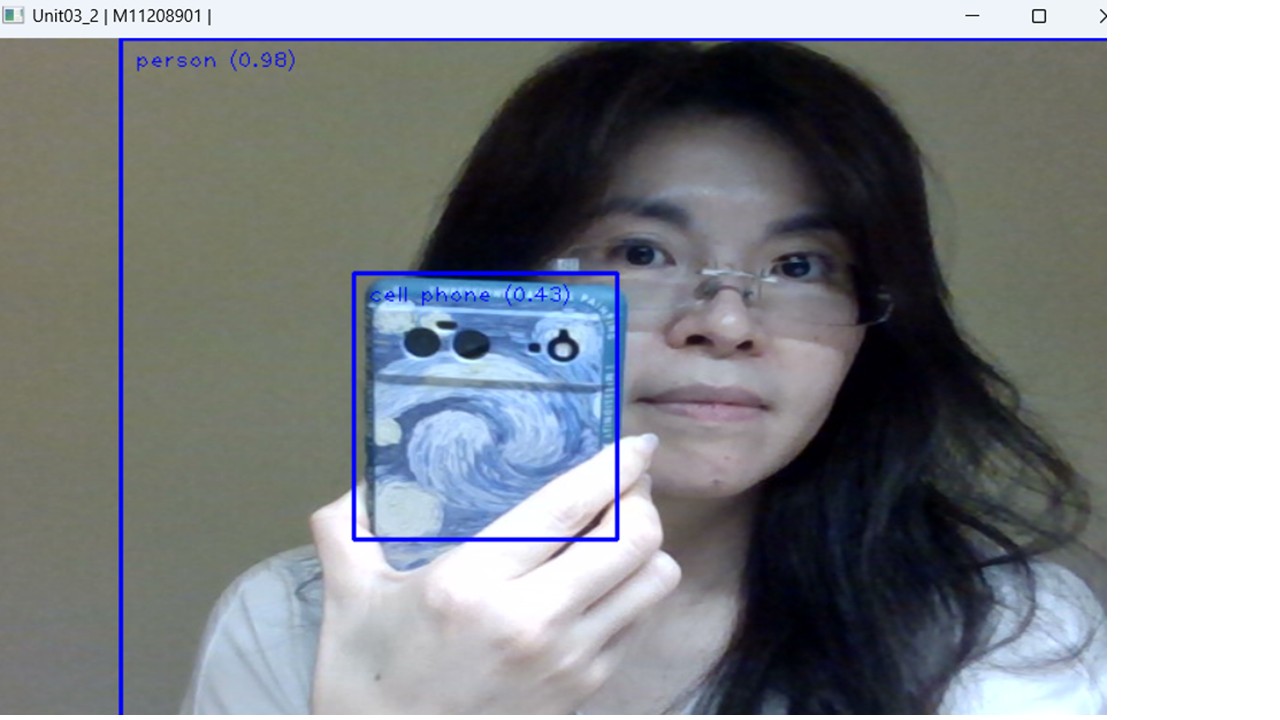 Unit03_2 | M11208901 |
person (0.98)
cell phone (0.43)